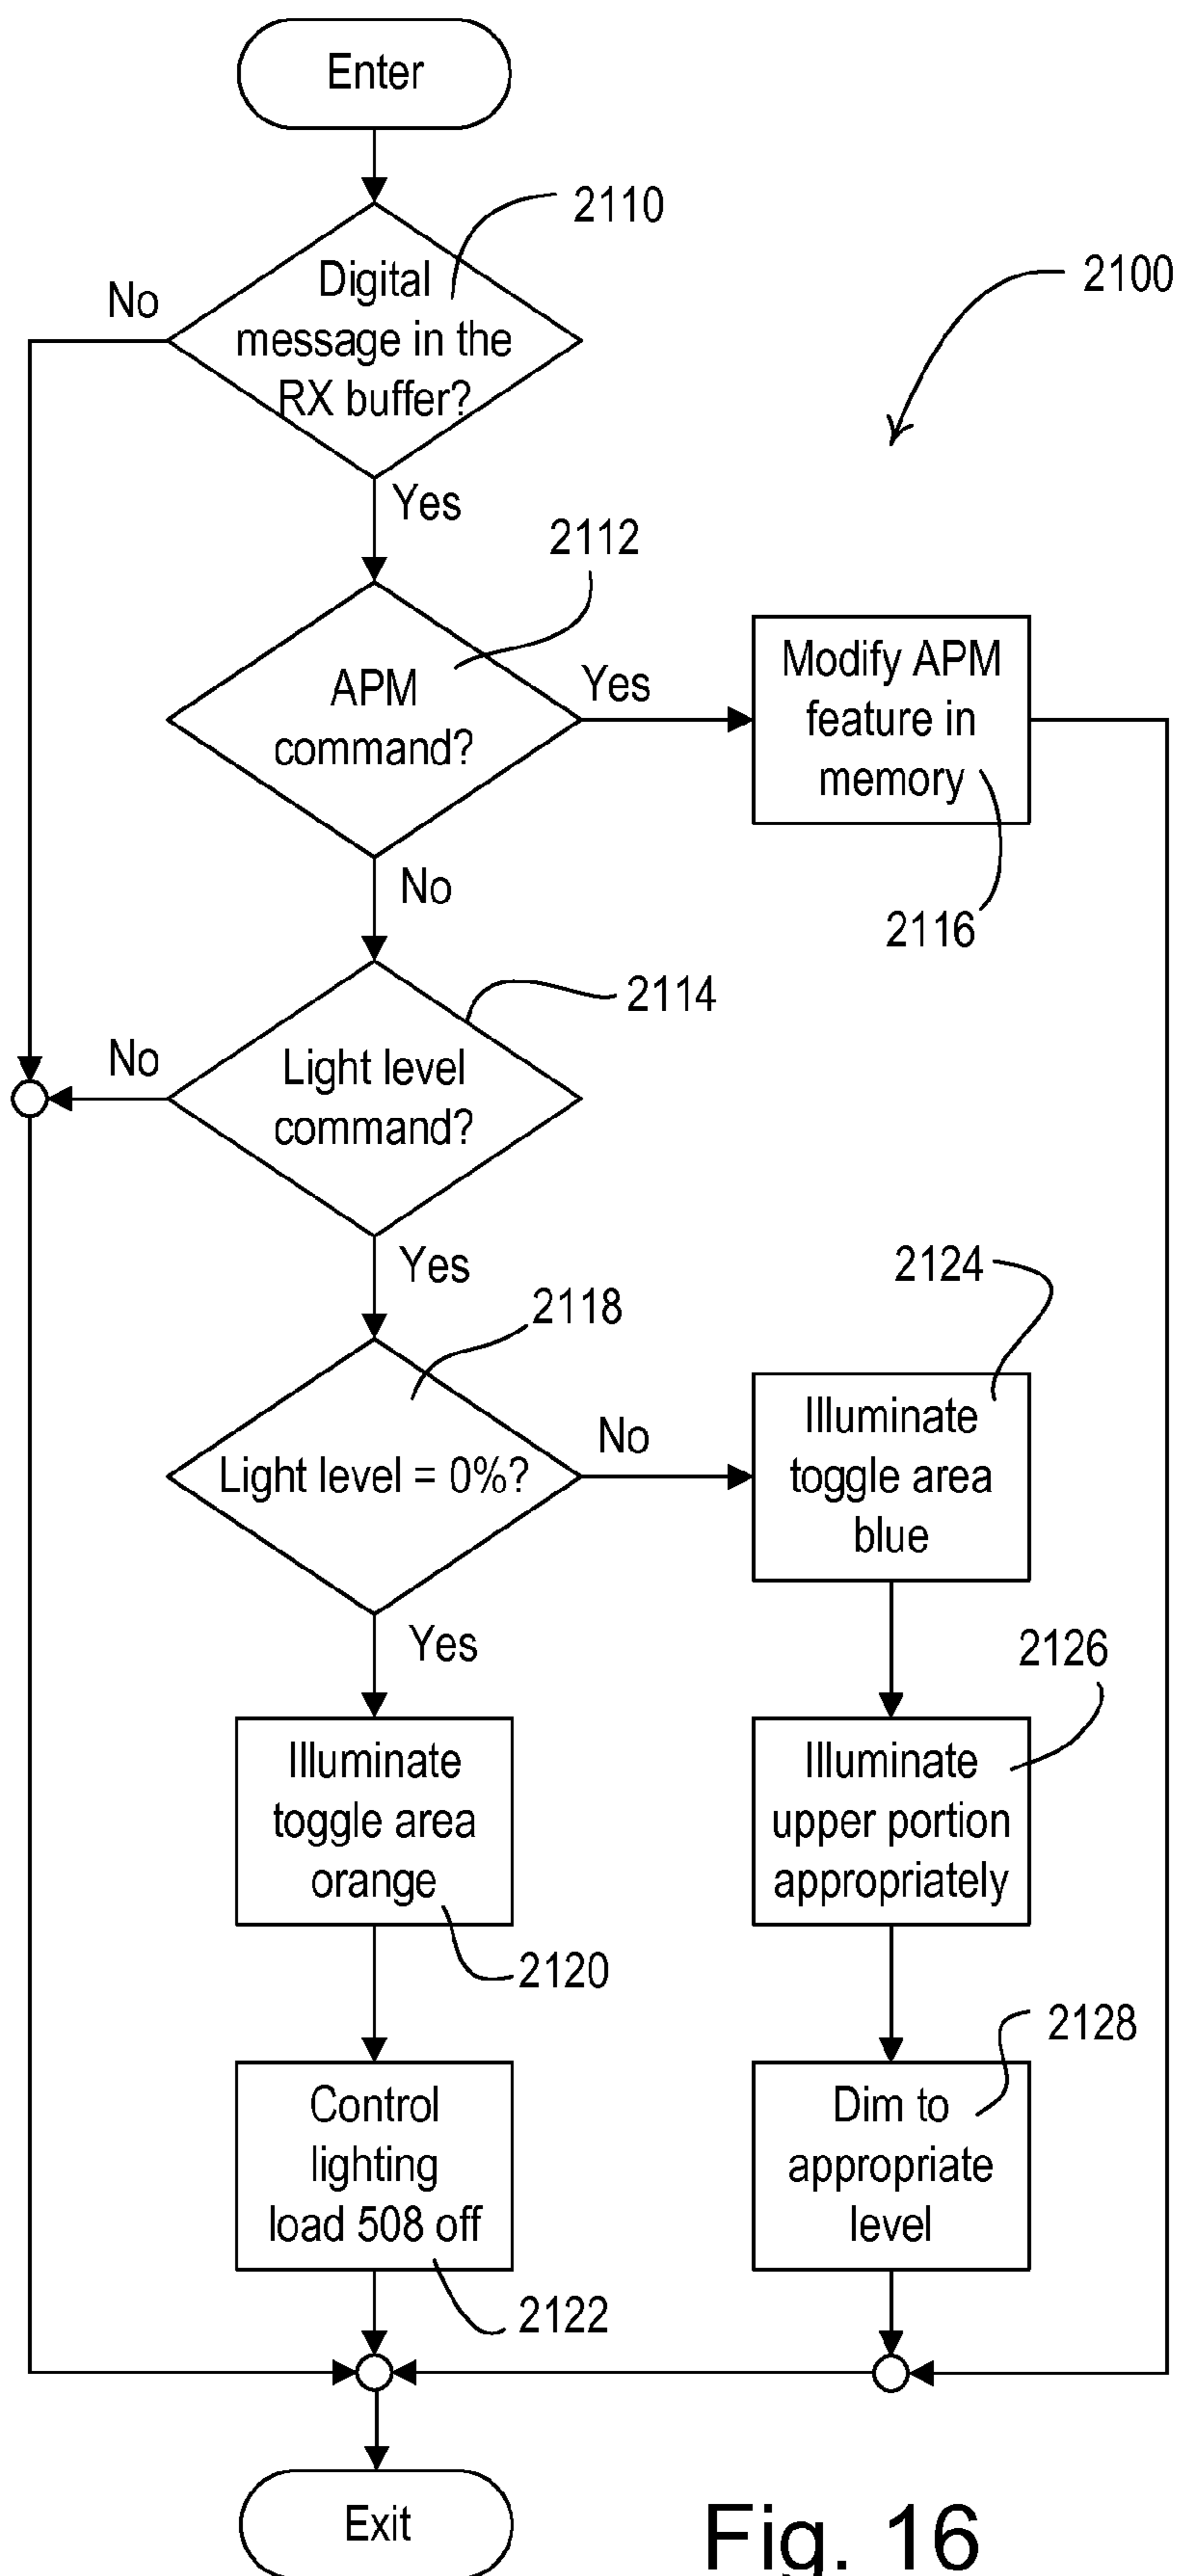 Enter
2110
Digital
message in the
RX buffer?
No
2100
Yes
2112
APM
command?
Yes
Modify APM
feature in
memory
2116
No
2114
Light level
command?
No
Yes
2118
Light level = 0%?
No
2124
Illuminate
toggle area
blue
Yes
2126
Illuminate
toggle area
orange
2120
Illuminate
upper portion
appropriately
2128
Control
lighting
load 508 off
2122
Dim to
appropriate
level
Exit
Fig. 16